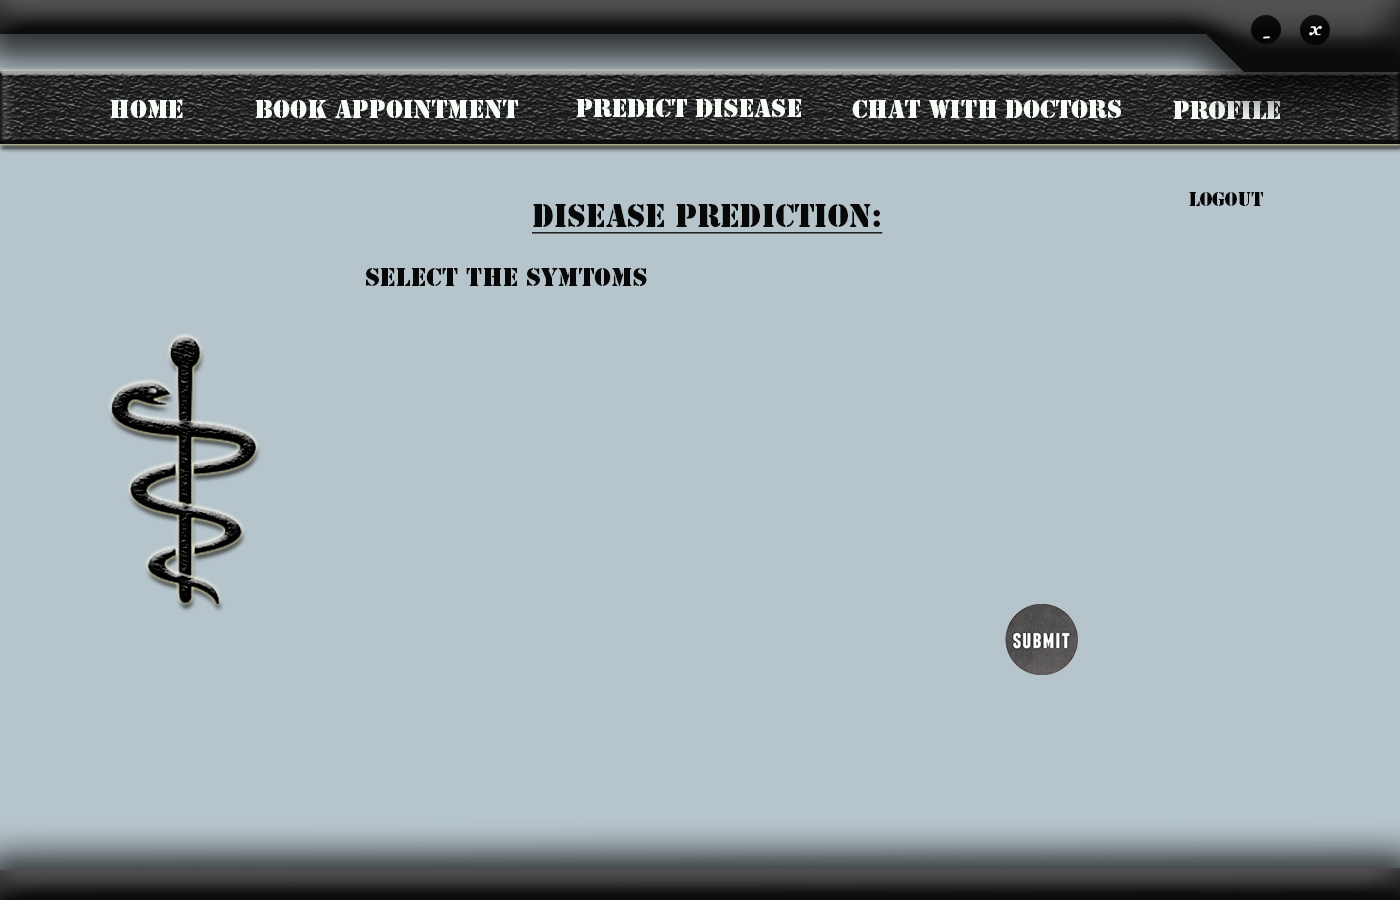 _ x
HOME BOOK APPOINTMENT PREDICT DISEASE CHAT WITH DOCTORS PROFILE
LOGOUT
DISEASE PREDICTION:
SELECT THE SYMTOMS
SUBMIT